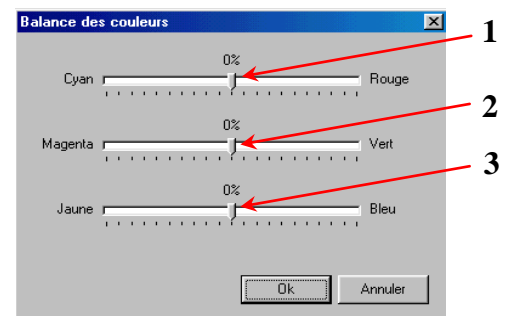 Balance des couleurs
1
0%
Cyan Rouge
2
0%
Magenta Vert
3
0%
Jaune Bleu
Ok Annuler